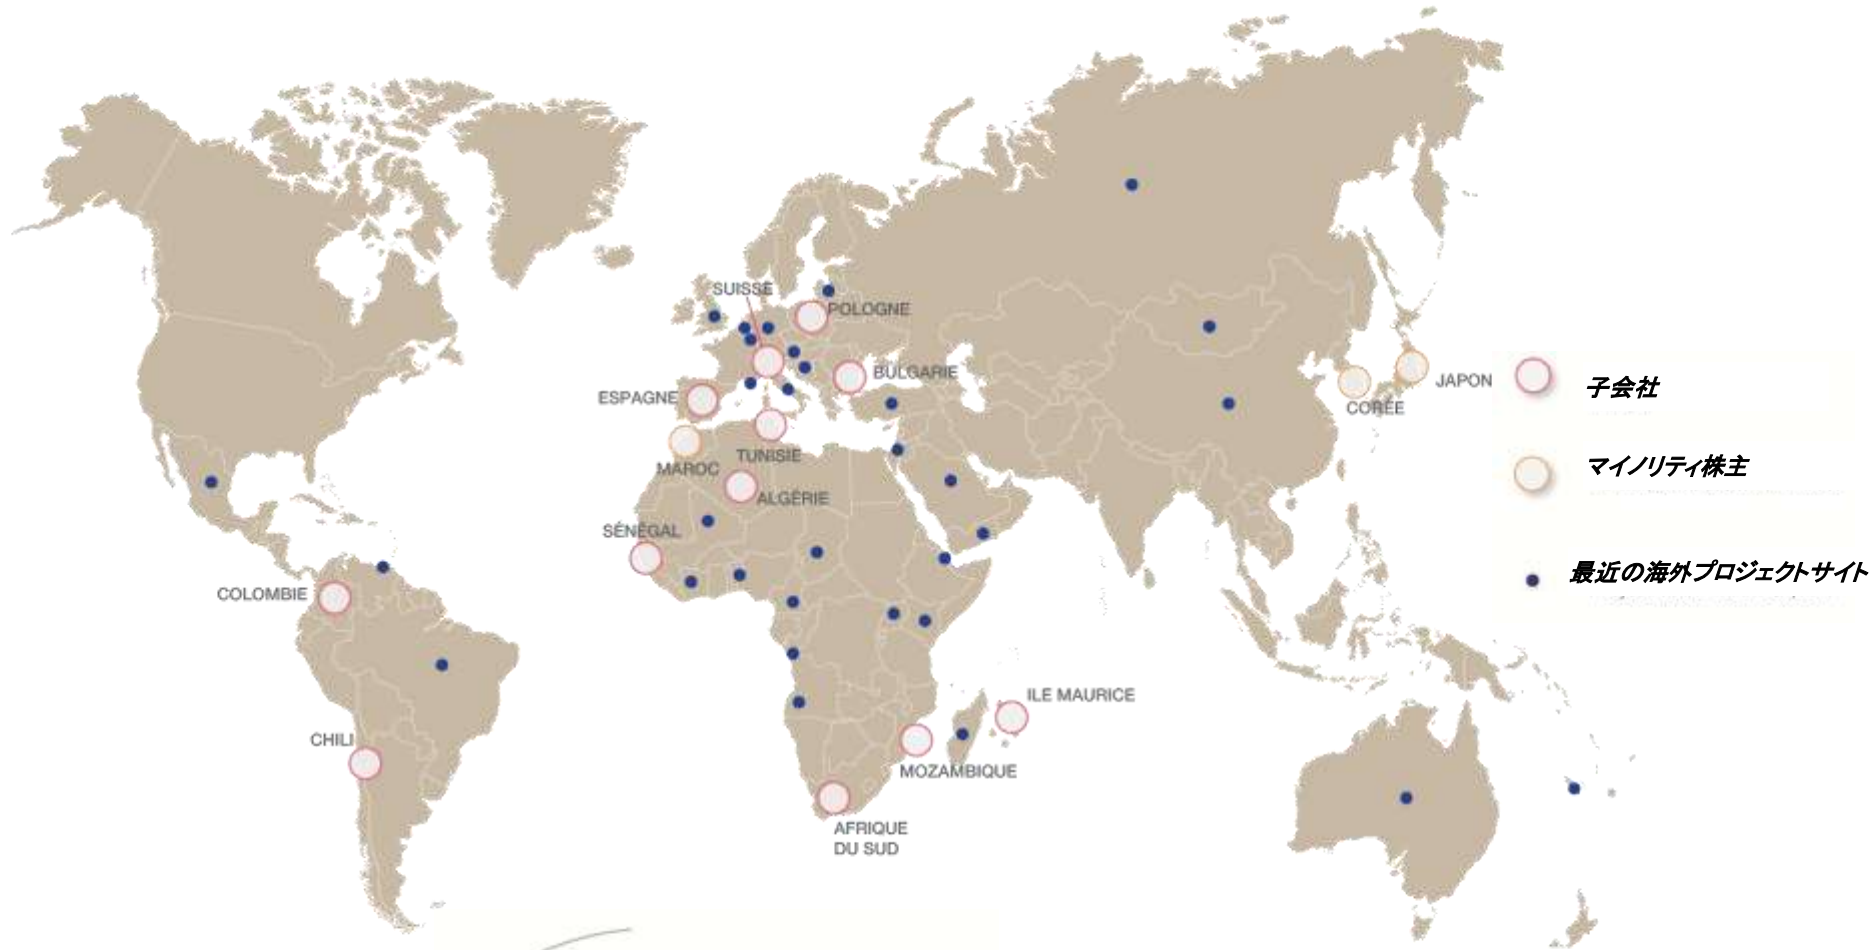 SUISSE
POLOGNE
BULGARIE
ESPAGNE
JAPON
子会社
CORÉE
TUNISIE
MAROC
マイノリティ株主
ALGÉRIE
SÉNÉGAL
最近の海外プロジェクトサイト
COLOMBIE
ILE MAURICE
CHILI
MOZAMBIQUE
AFRIQUE
DU SUD